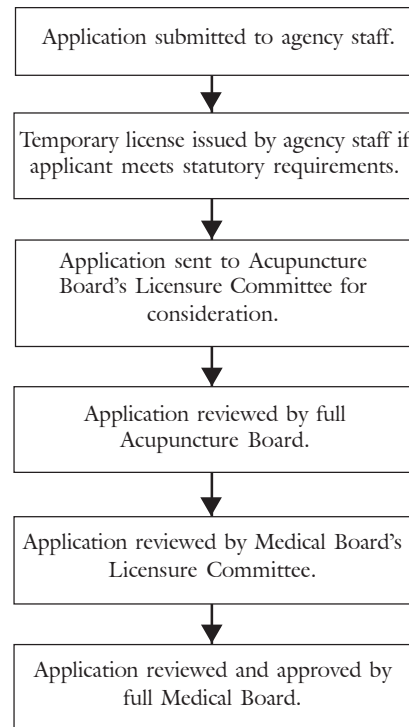 Application submitted to agency staff.
Temporary license issued by agency staff if
applicant meets statutory requirements.
Application sent to Acupuncture
Board’s Licensure Committee for
consideration.
Application reviewed by full
Acupuncture Board.
Application reviewed by Medical Board’s
Licensure Committee.
Application reviewed and approved by
full Medical Board.